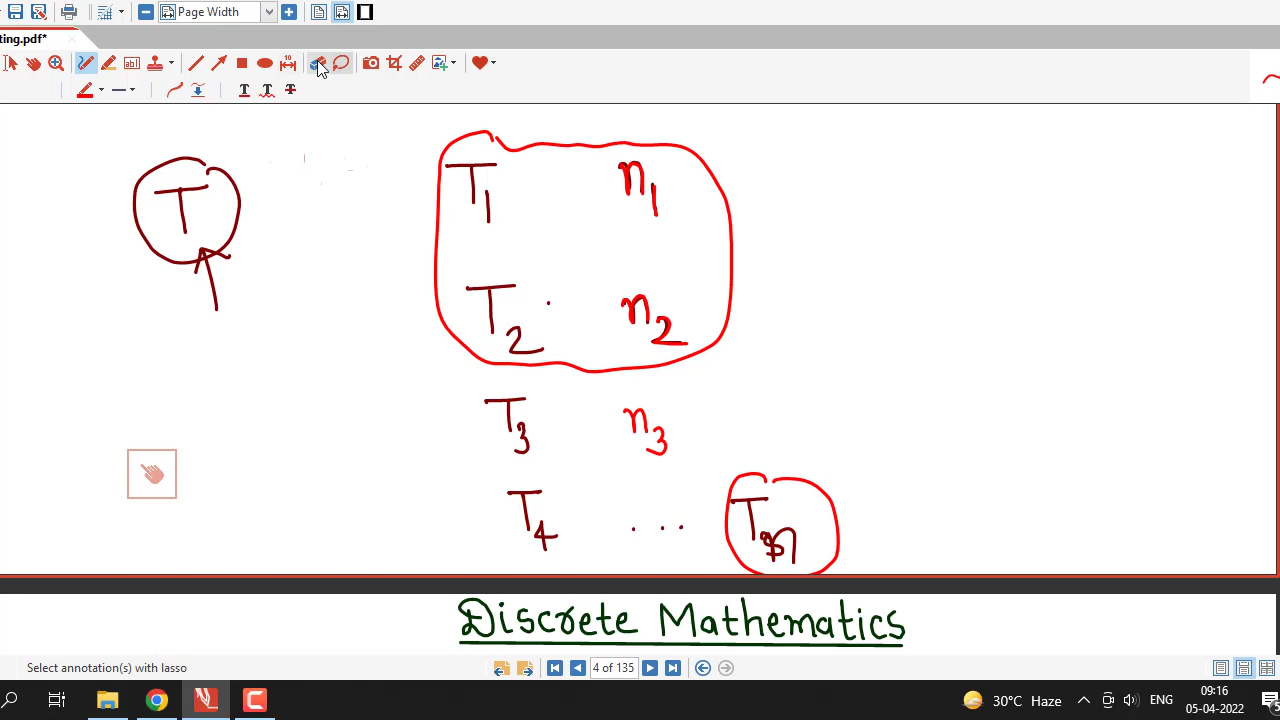 Page Width
ting.pdf*
10
T
T1 n1
T2 n2
T3 n3
T4 ... Tn
Discrete Mathematics
Select annotation(s) with lasso
4 of 135
30°C Haze
ENG
09:16
05-04-2022